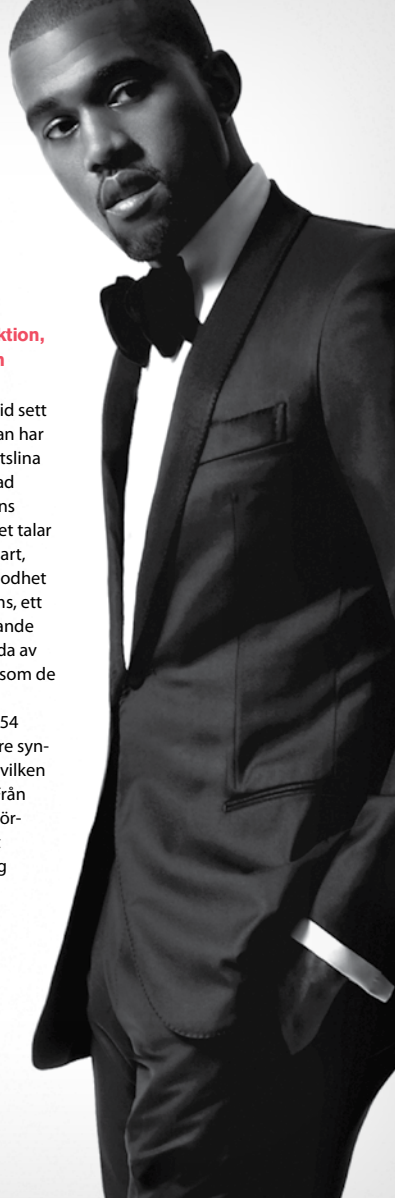 ktion,
n
id sett
an har
tslina
ad
ns
et talar
art,
odhet
ns, ett
ande
da av
som de
54
re syn-
vilken
från
ör-
t
g